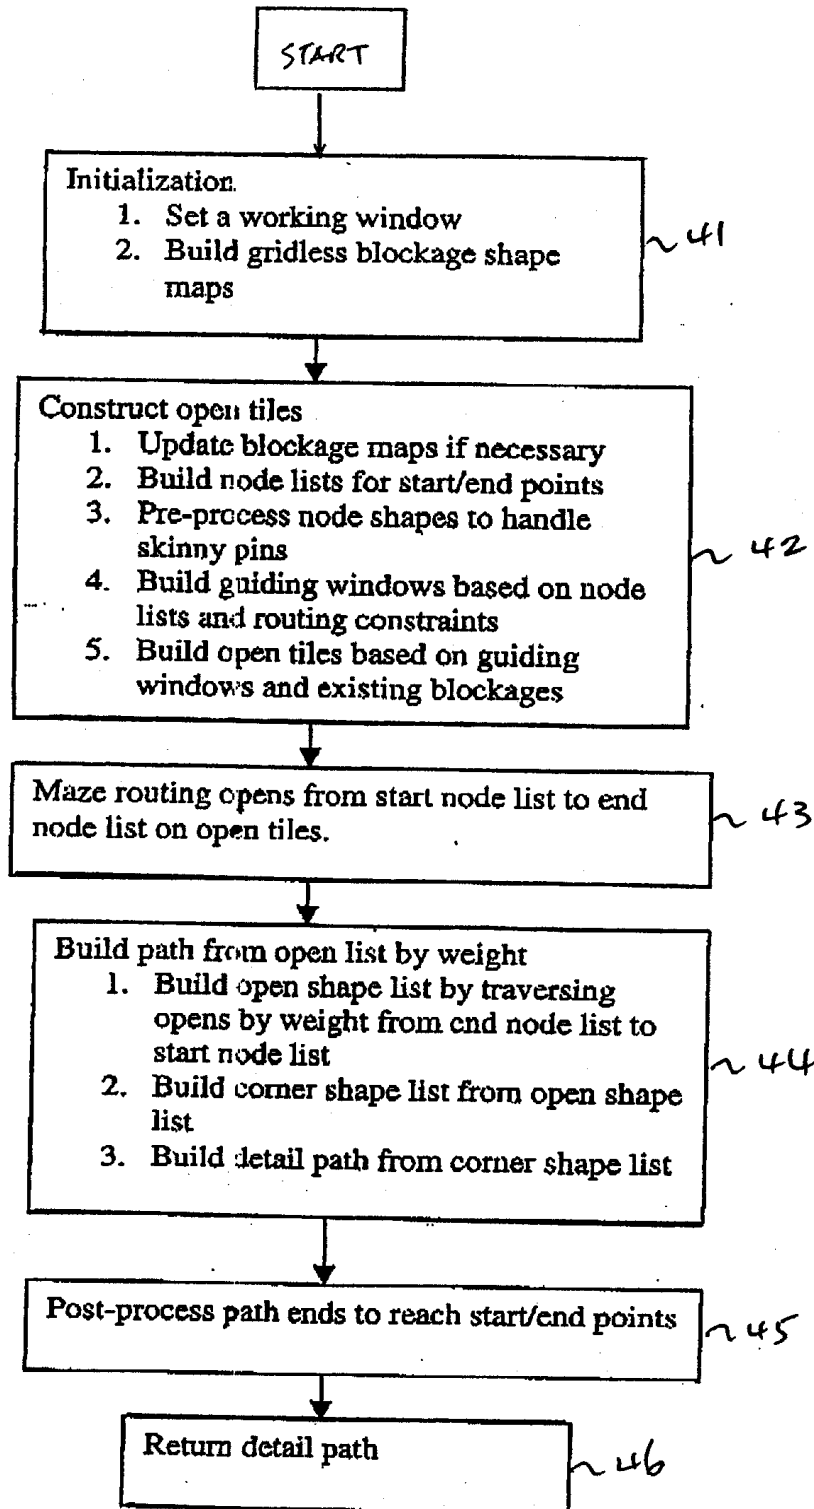 START
Initialization.
1. Set a working window
2. Build gridless blockage shape
maps
~ 41
Construct open tiles
1. Update blockage maps if necessary
2. Build node lists for start/end points
3. Pre-process node shapes to handle
skinny pins
4. Build guiding windows based on node
lists and routing constraints
5. Build open tiles based on guiding
windows and existing blockages
~ 42
Maze routing opens from start node list to end
node list on open tiles.
~ 43
Build path from open list by weight
1. Build open shape list by traversing
opens by weight from end node list to
start node list
2. Build corner shape list from open shape
list
3. Build detail path from corner shape list
~ 44
Post-process path ends to reach start/end points
~ 45
Return detail path
~ 46